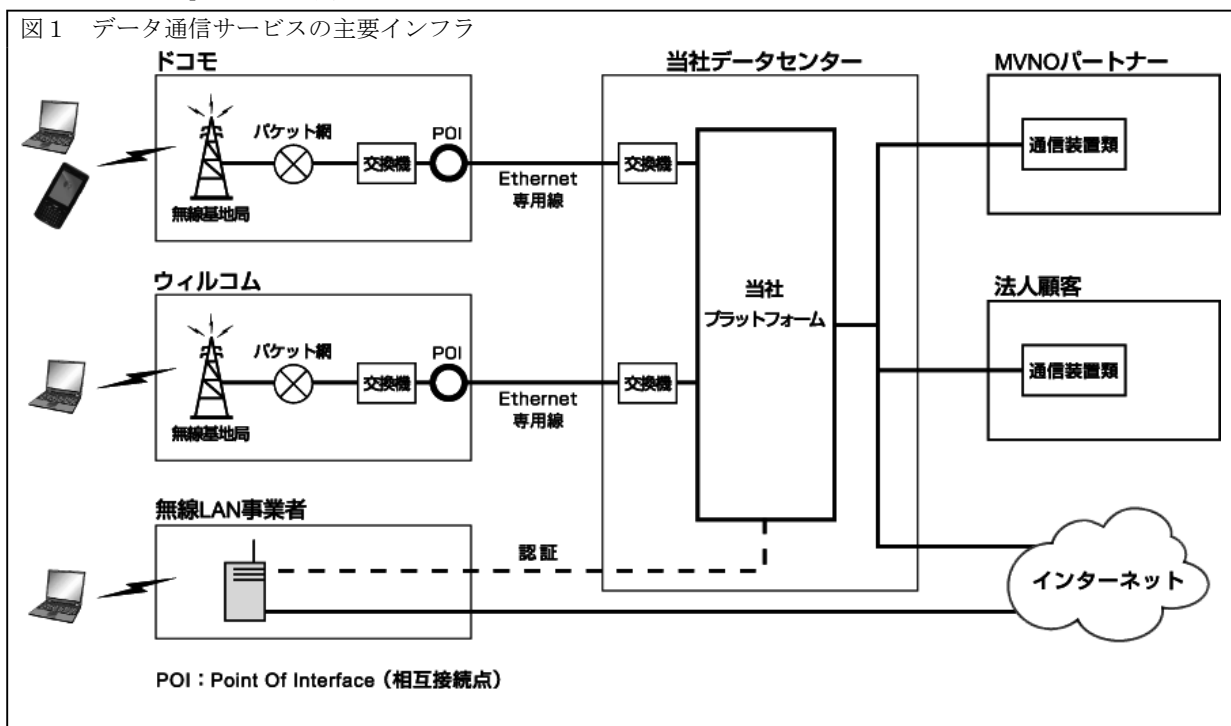 図1 データ通信サービスの主要インフラ
ドコモ
当社データセンター
MVNOパートナー
パケット網
POI
交換機
交換機
通信装置類
Ethernet
専用線
無線基地局
ウィルコム
当社
プラットフォーム
法人顧客
パケット網
POI
交換機
交換機
通信装置類
Ethernet
専用線
無線基地局
無線LAN事業者
認証
インターネット
POI:Point Of Interface(相互接続点)